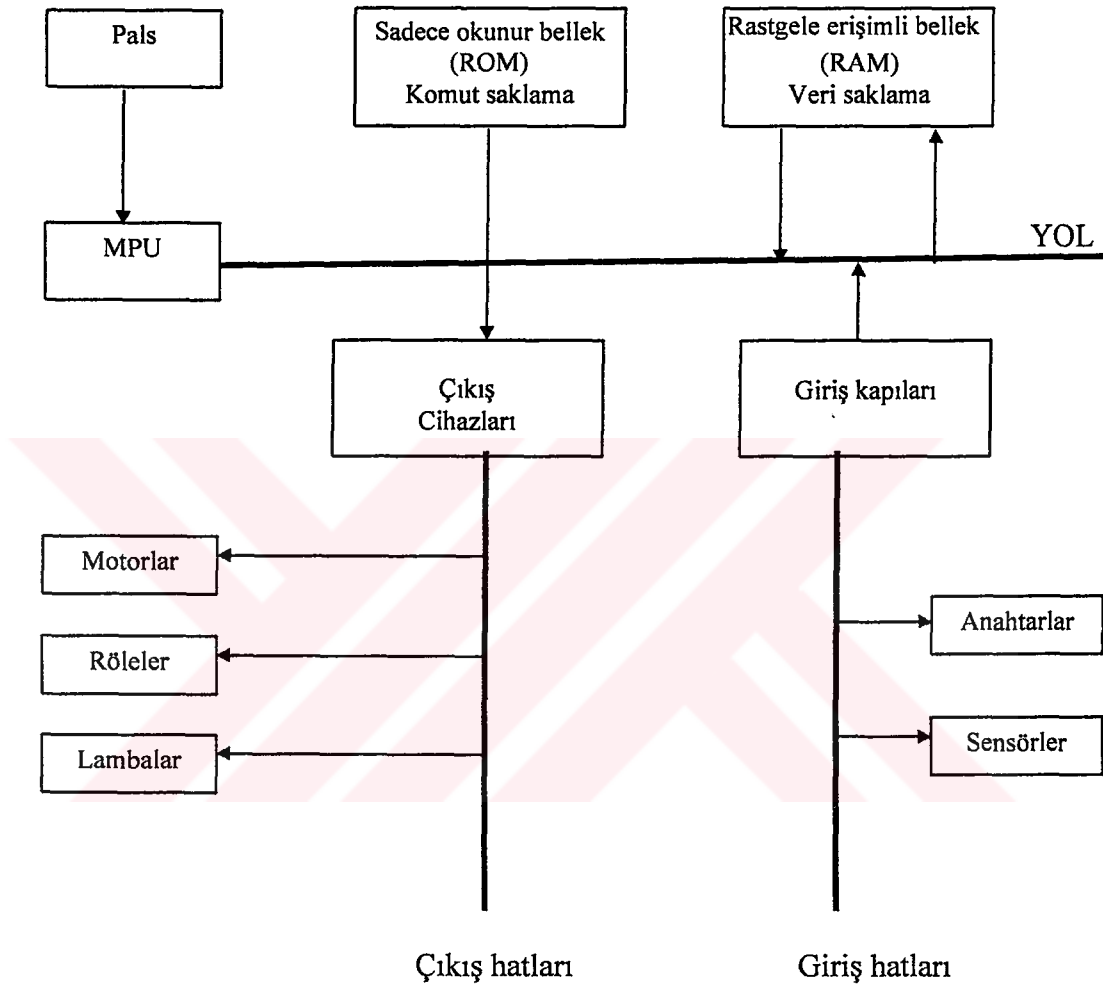 Pals
Sadece okunur bellek
(ROM)
Komut saklama
Rastgele erişimli bellek
(RAM)
Veri saklama
MPU
YOL
Çıkış
Cihazları
Giriş kapıları
Motorlar
Röleler
Lambalar
Anahtarlar
Sensörler
Çıkış hatları
Giriş hatları